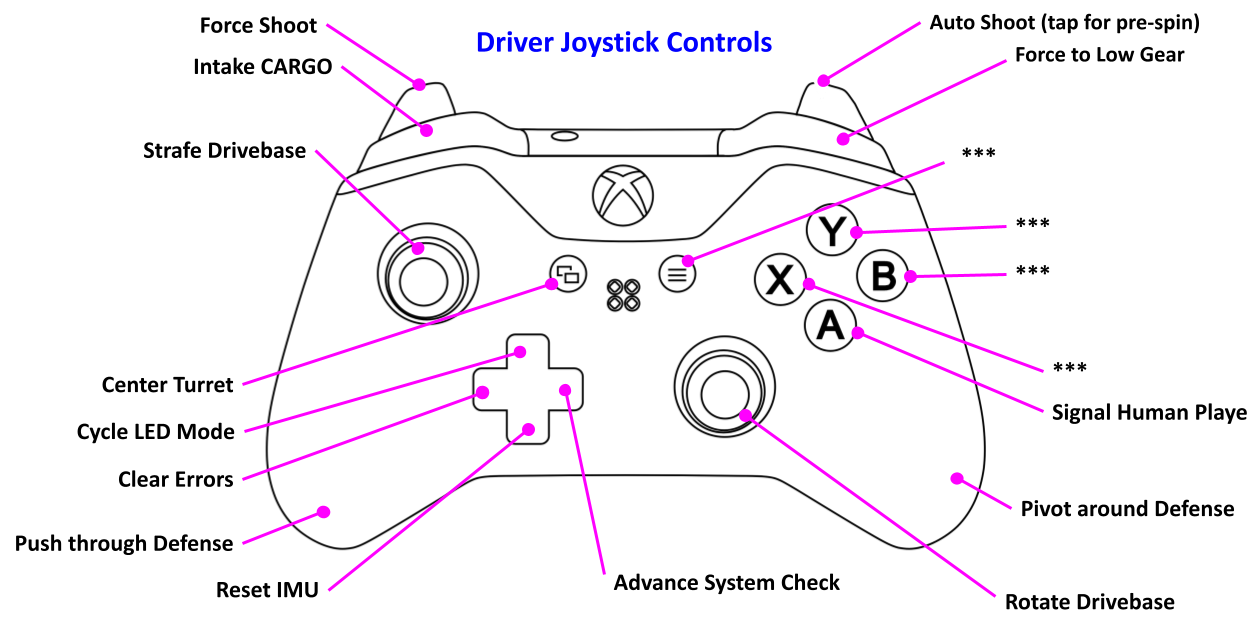 Driver Joystick Controls
Force Shoot
Auto Shoot (tap for pre-spin)
Intake CARGO
Force to Low Gear
Strafe Drivebase
***
***
***
Y
X
B
A
Center Turret
***
Cycle LED Mode
Signal Human Playe
Clear Errors
Pivot around Defense
Push through Defense
Reset IMU
Advance System Check
Rotate Drivebase